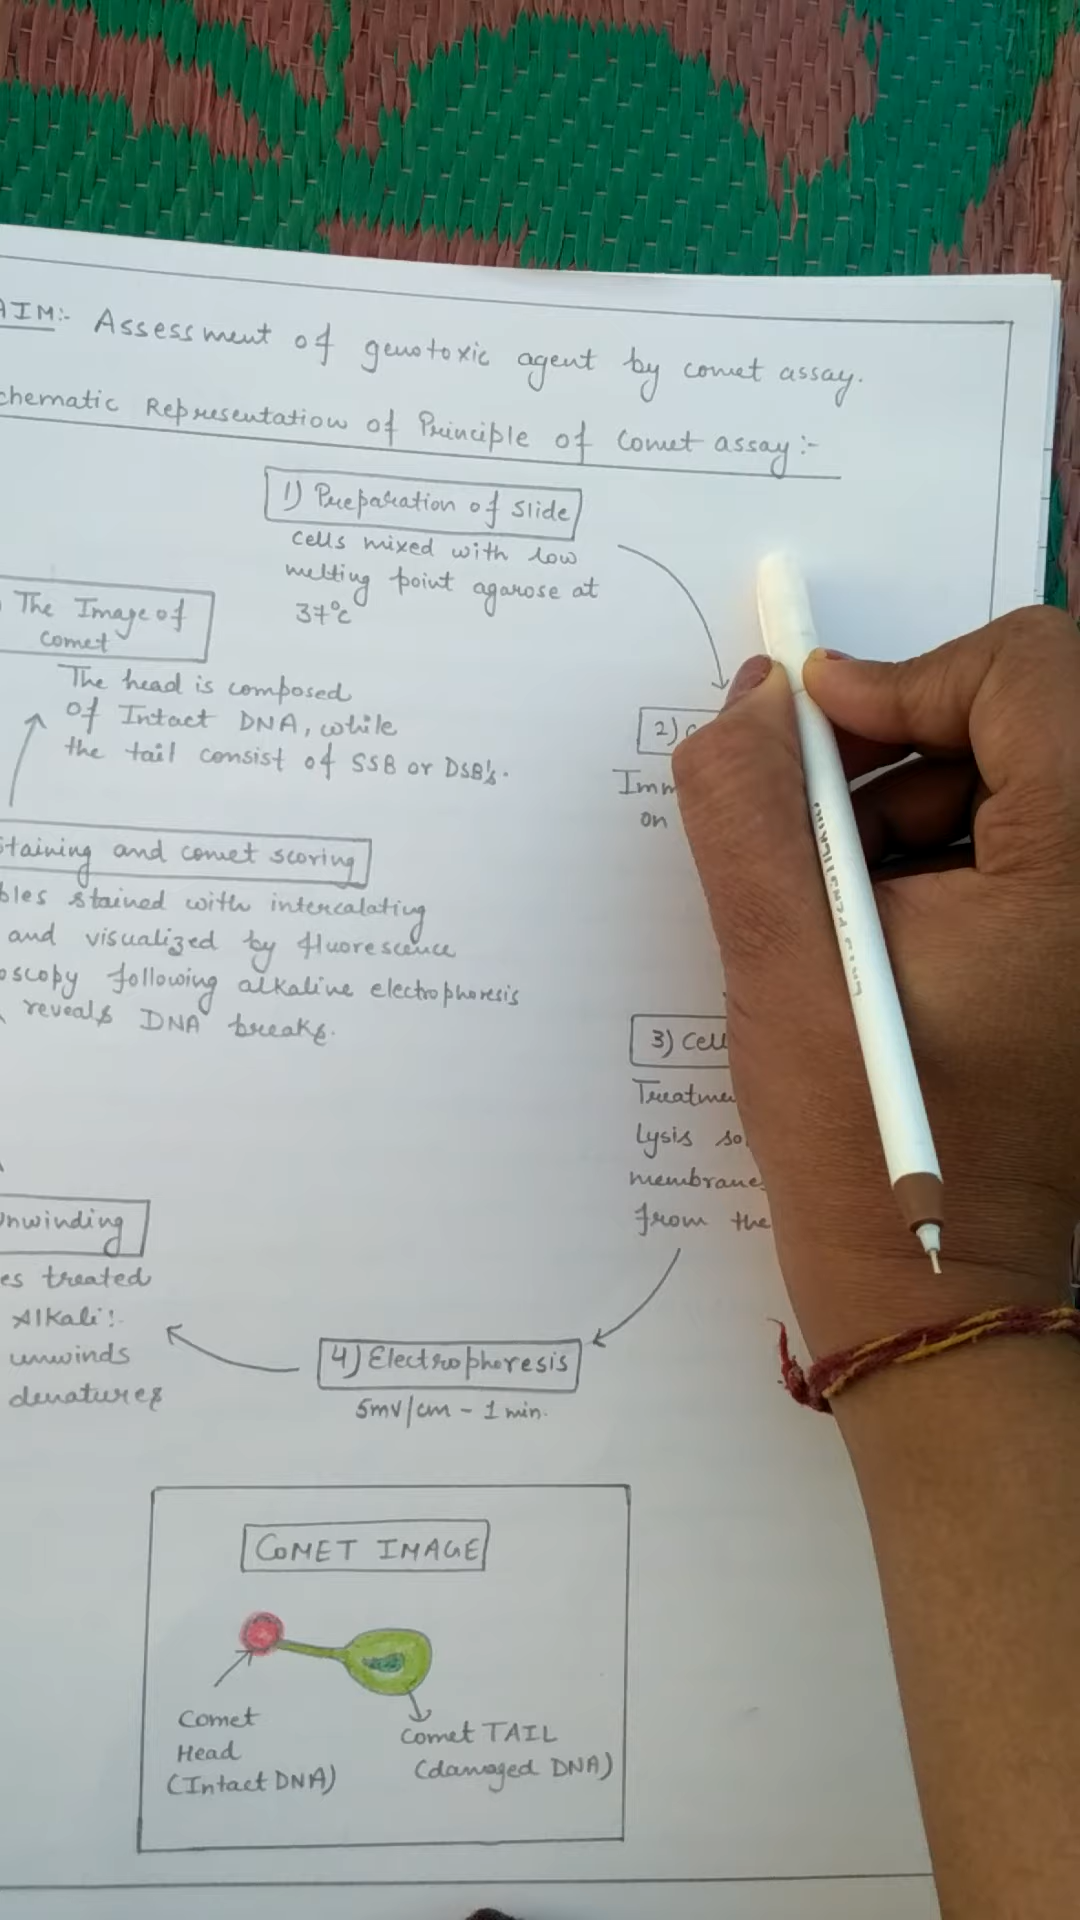 AIM:- Assessment of genotoxic agent by comet assay.
chematic Representation of Principle of Comet assay:-
1) Preparation of Slide
cells mixed with low
melting point agarose at
37°c
The Image of
comet
The head is composed
of Intact DNA, while
the tail consist of SSB or DSB's.
2) C
Imm
on
taining and comet scoring
bles stained with intercalating
and visualized by fluorescence
oscopy following alkaline electrophoresis
reveals DNA breaks.
3) Cell
Treatme
lysis so
membrane
from the
Unwinding
es treated
Alkali:
unwinds
denatures
4) Electrophoresis
5mv/cm - 1 min.
COMET IMAGE
Comet
Head
(Intact DNA)
Comet TAIL
(damaged DNA)